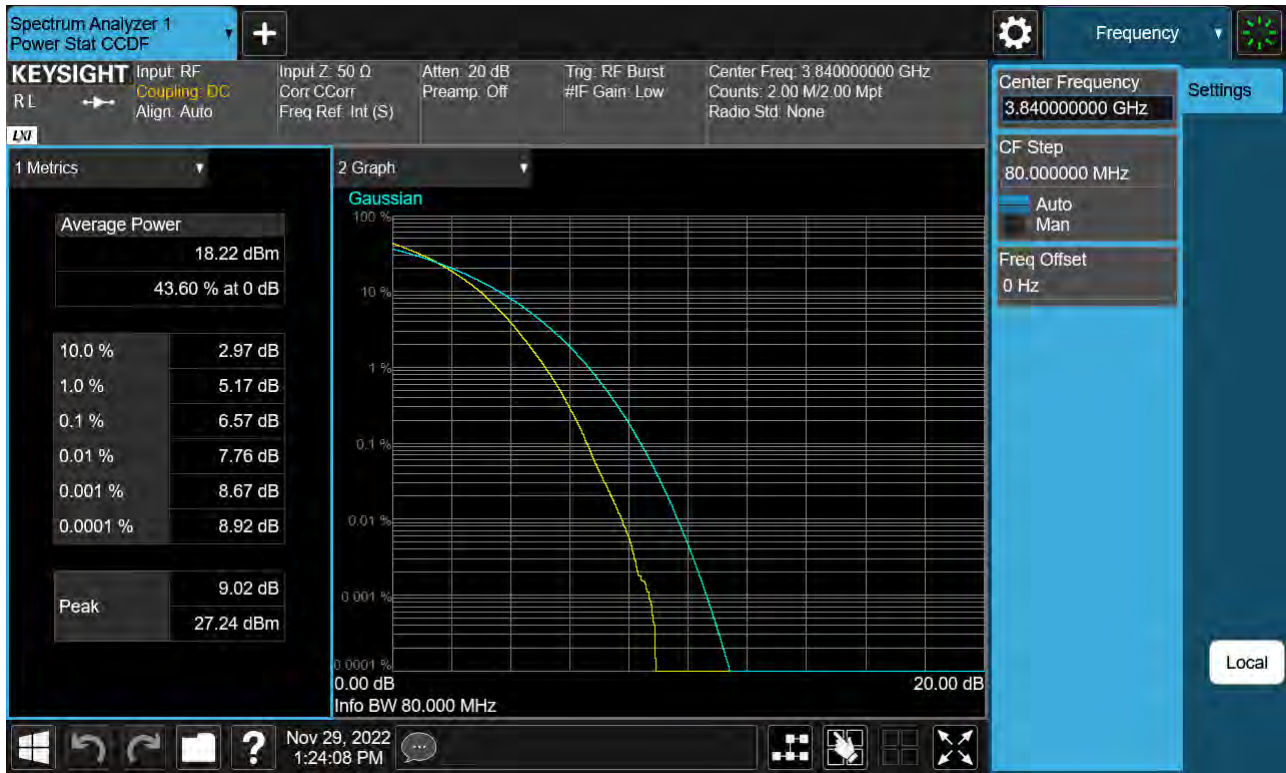 Spectrum Analyzer 1
Power Stat CCDF
+
Frequency
KEYSIGHT
RL
LXI
Input: RF
Coupling: DC
Align: Auto
Input Z: 50 Ω
Corr CCorr
Freq Ref: Int (S)
Atten: 20 dB
Preamp: Off
Trig: RF Burst
#IF Gain: Low
Center Freq: 3.840000000 GHz
Counts: 2.00 M/2.00 Mpt
Radio Std: None
Center Frequency
3.840000000 GHz
Settings
CF Step
80.000000 MHz
Auto
Man
Freq Offset
0 Hz
1 Metrics
Average Power
18.22 dBm
43.60 % at 0 dB
10.0 % 2.97 dB
1.0 % 5.17 dB
0.1 % 6.57 dB
0.01 % 7.76 dB
0.001 % 8.67 dB
0.0001 % 8.92 dB
Peak 9.02 dB
27.24 dBm
2 Graph
Gaussian
100 %
10 %
1 %
0.1 %
0.01 %
0.001 %
0.0001 %
0.00 dB 20.00 dB
Info BW 80.000 MHz
Local
?
Nov 29, 2022
1:24:08 PM